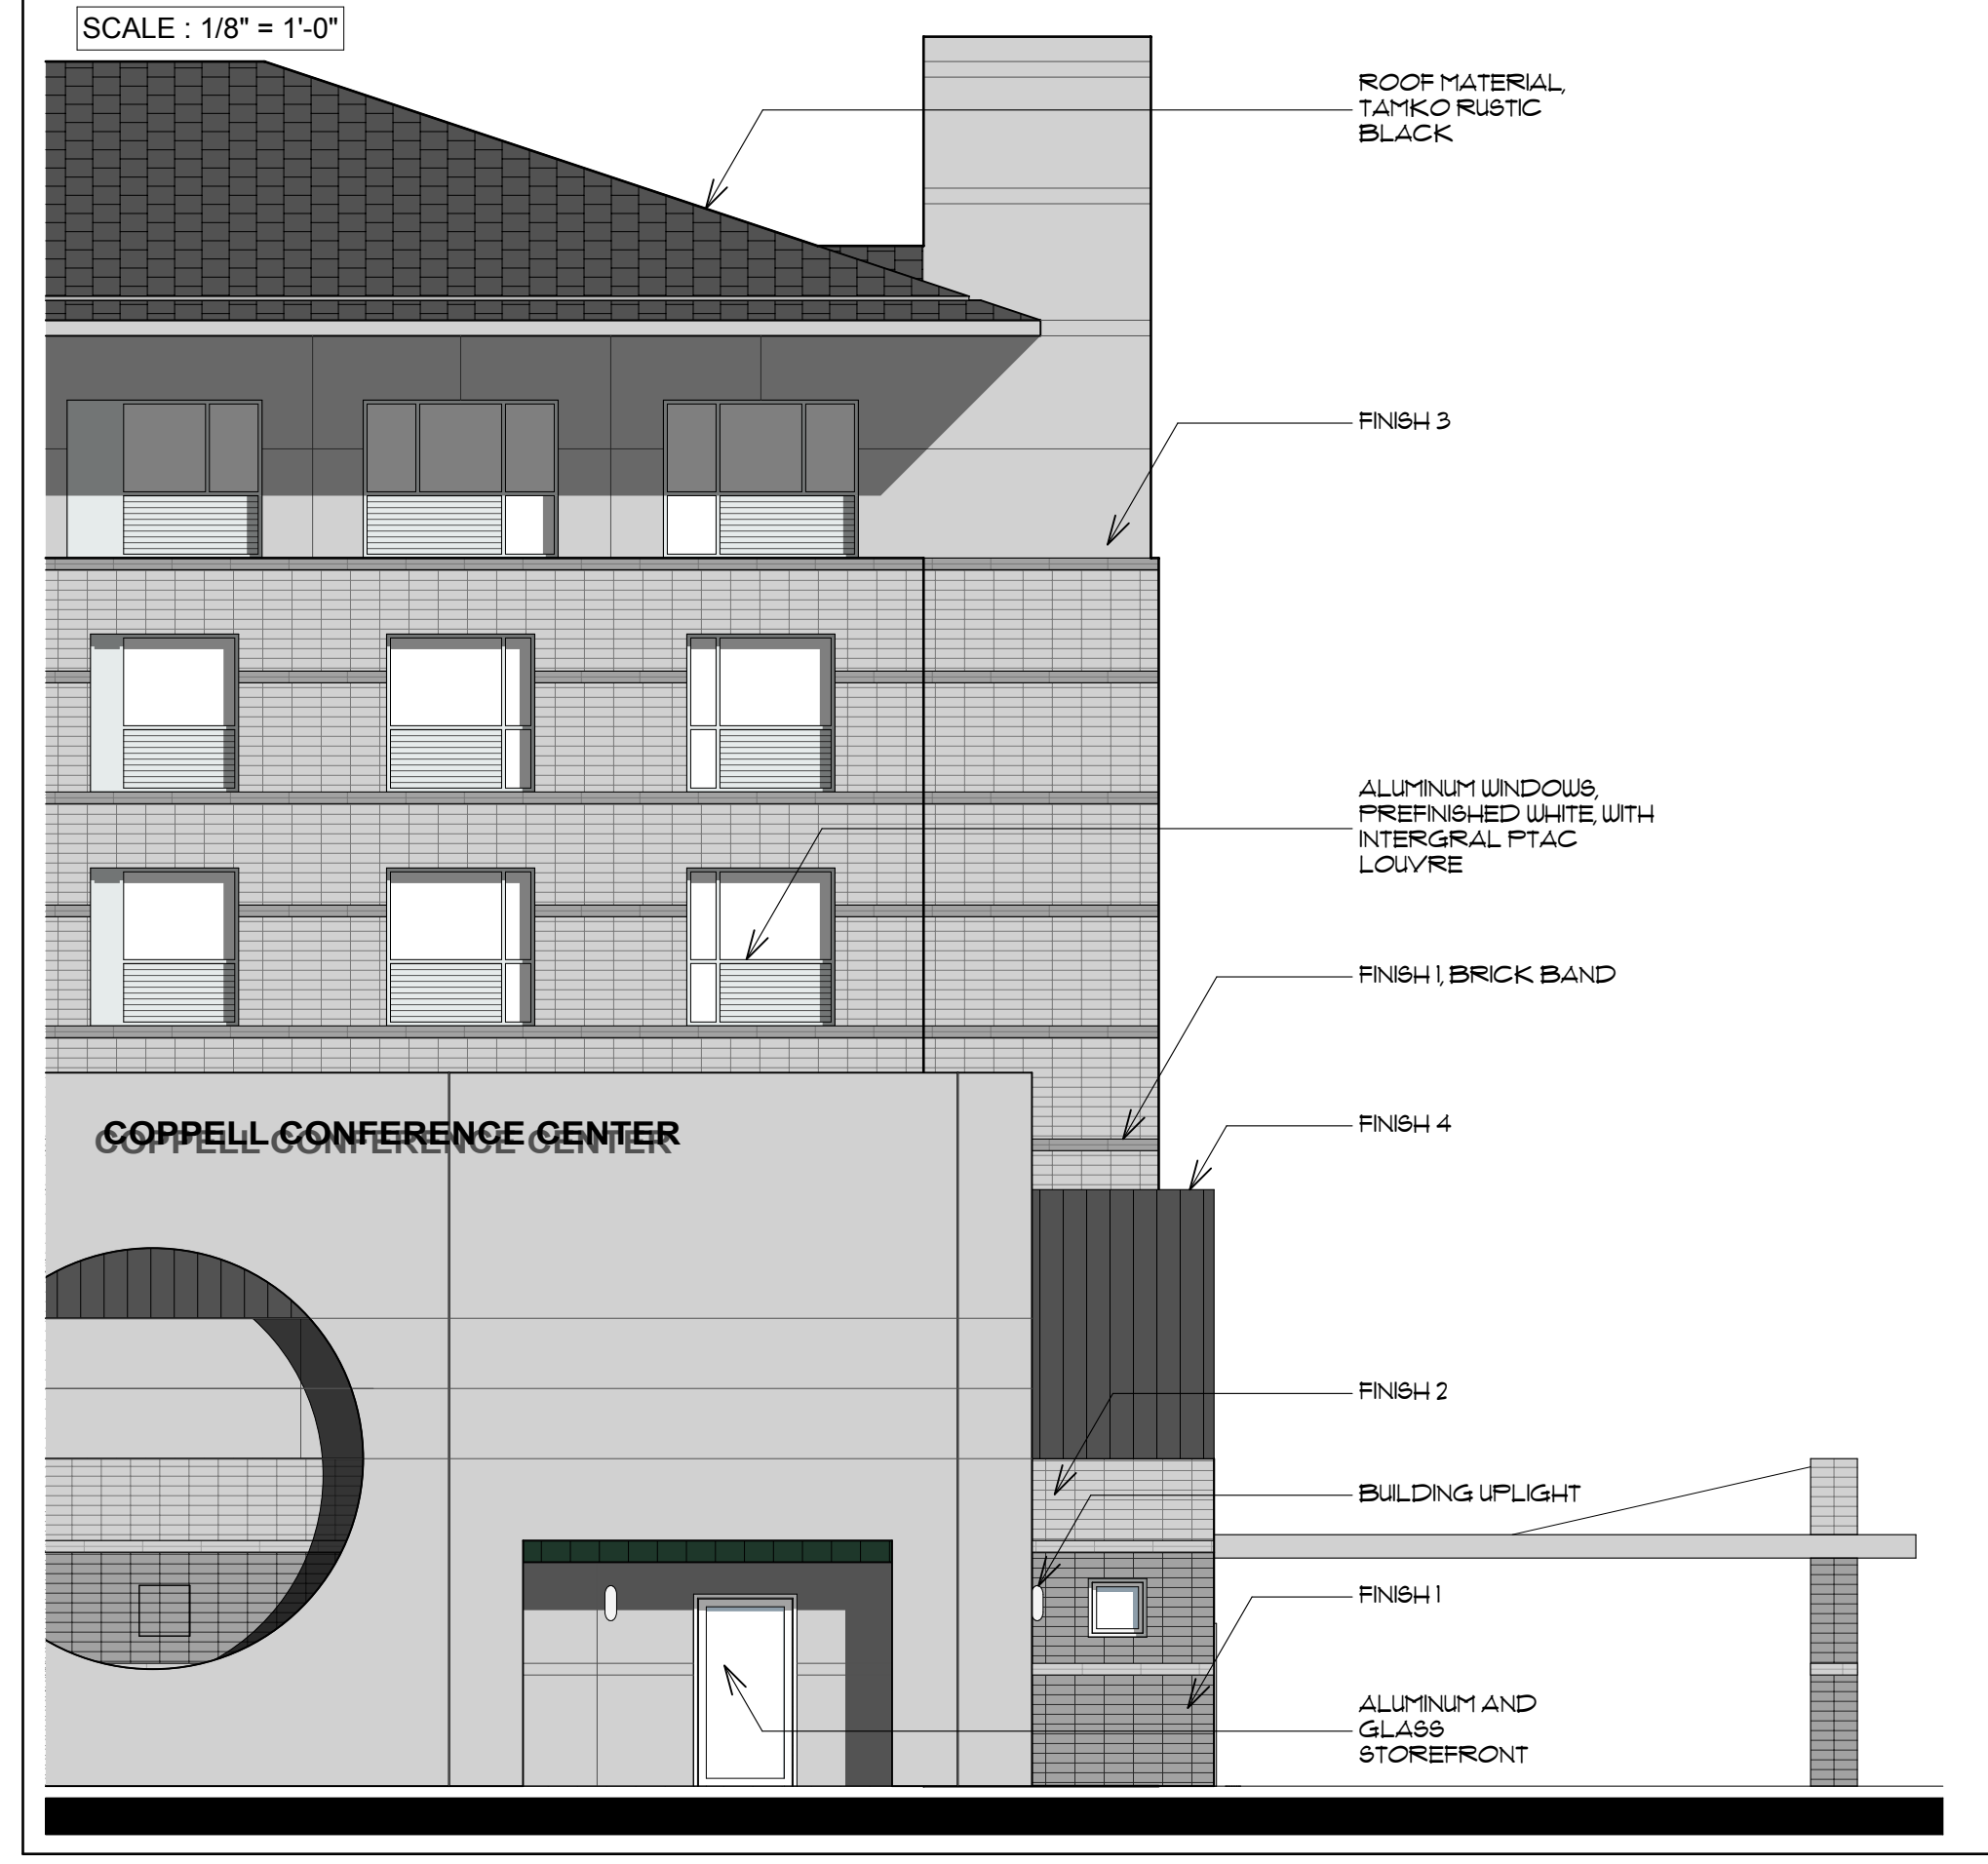 SCALE : 1/8" = 1'-0"
ROOF MATERIAL,
TAMKO RUSTIC
BLACK
FINISH 3
ALUMINUM WINDOWS,
PREFINISHED WHITE, WITH
INTERGRAL PTAC
LOUVRE
FINISH 1, BRICK BAND
FINISH 4
COPPELL CONFERENCE CENTER
FINISH 2
BUILDING UPLIGHT
FINISH 1
ALUMINUM AND
GLASS
STOREFRONT